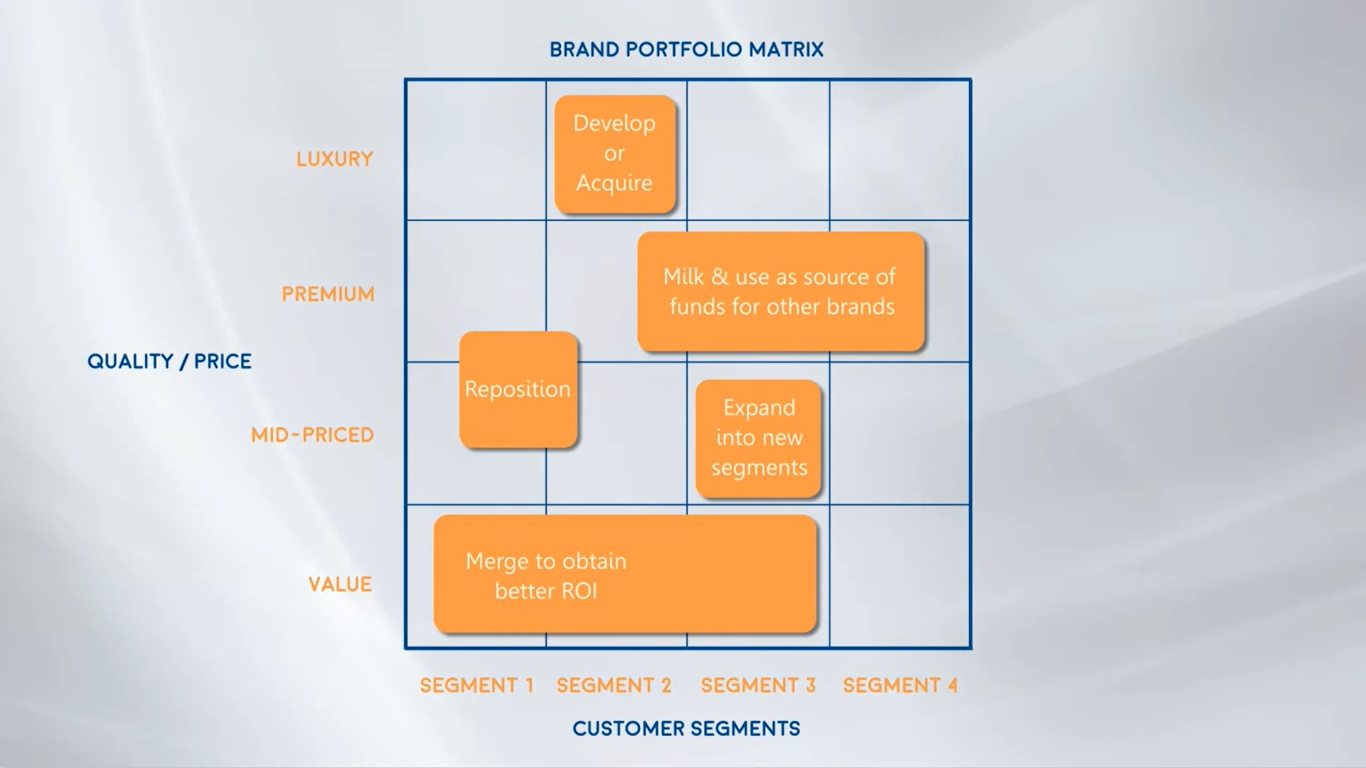 BRAND PORTFOLIO MATRIX
LUXURY
Develop
or
Acquire
PREMIUM
Milk & use as source of
funds for other brands
QUALITY / PRICE
Reposition
MID-PRICED
Expand
into new
segments
VALUE
Merge to obtain
better ROI
SEGMENT 1 SEGMENT 2 SEGMENT 3 SEGMENT 4
CUSTOMER SEGMENTS